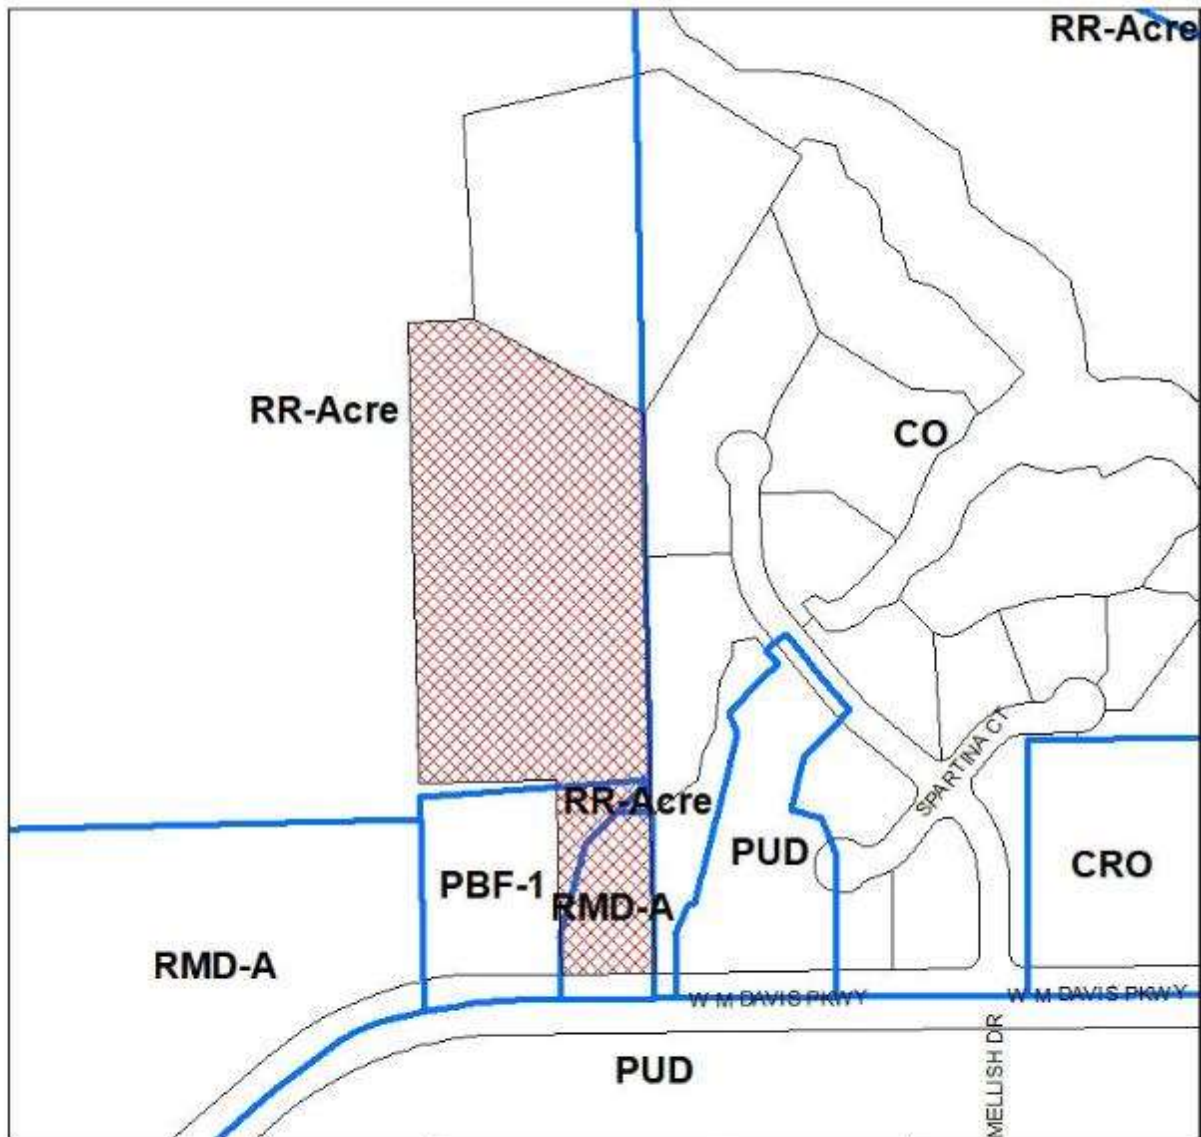 RR-Acre
RR-Acre
CO
SPARTINA CT
RR-Acre
PUD
CRO
PBF-1
RMD-A
RMD-A
W M DAVIS PKWY
W M DAVIS PKWY
MELLISH DR
PUD